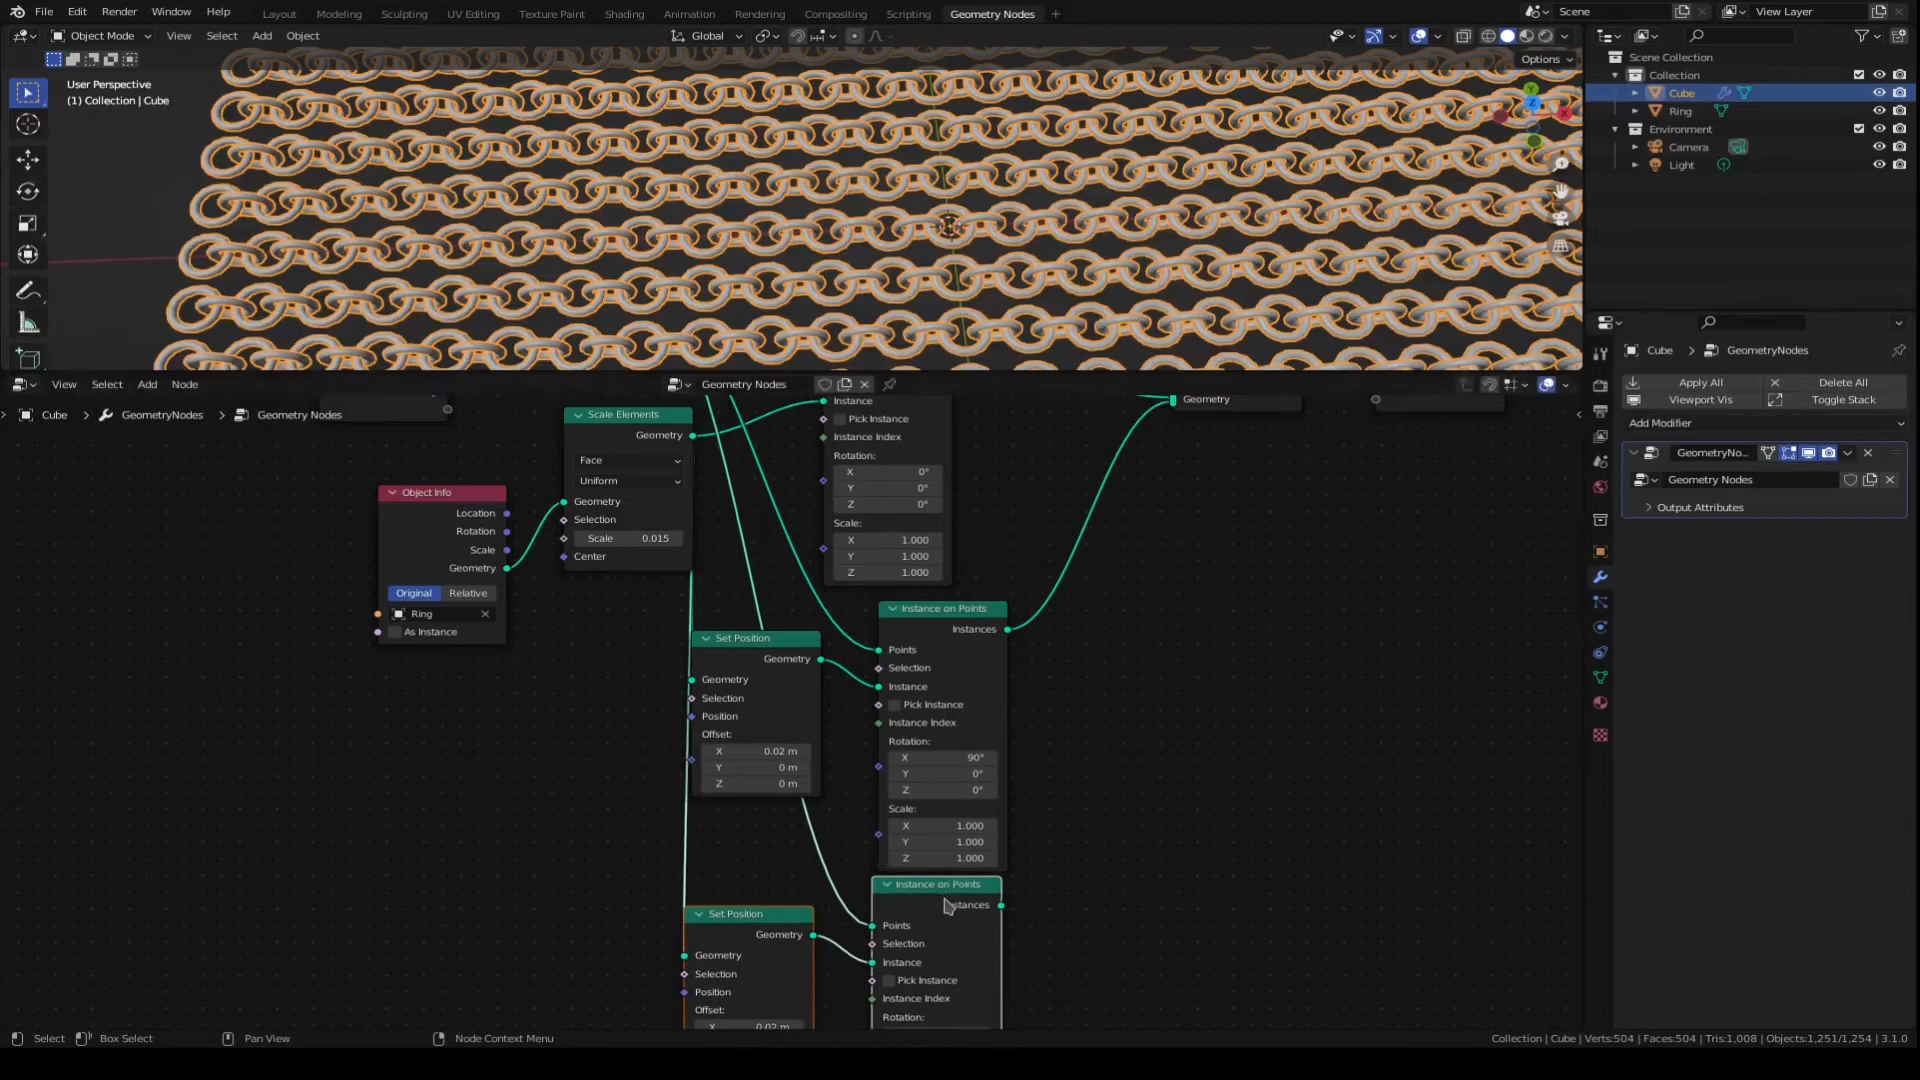 File Edit Render Window Help Layout Modeling Sculpting UV Editing Texture Paint Shading Animation Rendering Compositing Scripting Geometry Nodes + Scene View Layer
Object Mode View Select Add Object Global
Options
User Perspective
(1) Collection | Cube
Y
Z
X
Scene Collection
Collection
Cube
Ring
Environment
Camera
Light
View Select Add Node Geometry Nodes
Cube GeometryNodes Geometry Nodes
Scale Elements
Geometry
Face
Uniform
Geometry
Selection
Scale 0.015
Center
Object Info
Location
Rotation
Scale
Geometry
Original Relative
Ring
As Instance
Instance
Pick Instance
Instance Index
Rotation:
X 0°
Y 0°
Z 0°
Scale:
X 1.000
Y 1.000
Z 1.000
Geometry
Set Position
Geometry
Geometry
Selection
Position
Offset:
X 0.02 m
Y 0 m
Z 0 m
Instance on Points
Instances
Points
Selection
Instance
Pick Instance
Instance Index
Rotation:
X 90°
Y 0°
Z 0°
Scale:
X 1.000
Y 1.000
Z 1.000
Set Position
Geometry
Geometry
Selection
Position
Offset:
X 0.02 m
Instance on Points
stances
Points
Selection
Instance
Pick Instance
Instance Index
Rotation:
Cube GeometryNodes
Apply All Delete All
Viewport Vis Toggle Stack
Add Modifier
GeometryNo...
Geometry Nodes
Output Attributes
Select Box Select Pan View Node Context Menu Collection | Cube | Verts:504 | Faces:504 | Tris:1,008 | Objects:1,251/1,254 | 3.1.0